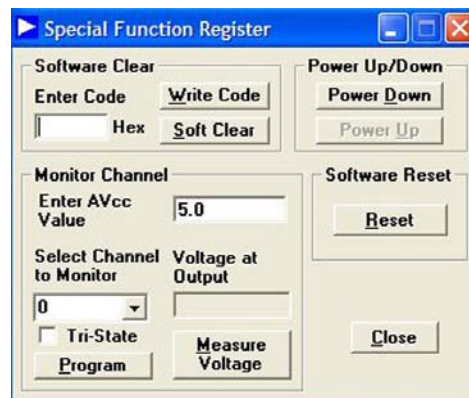 Special Function Register
Software Clear
Enter Code
Hex
Write Code
Soft Clear
Power Up/Down
Power Down
Power Up
Monitor Channel
Enter AVcc
Value
5.0
Select Channel
to Monitor
0
Tri-State
Program
Voltage at
Output
Measure
Voltage
Software Reset
Reset
Close